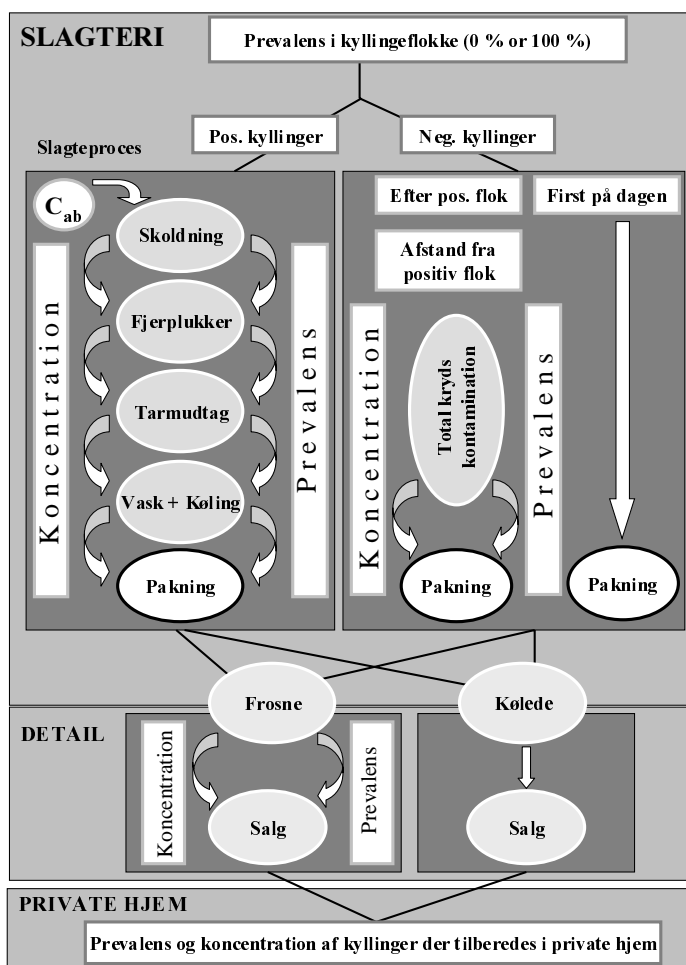 SLAGTERI
Prevalens i kyllingeflokke (0 % or 100 %)
Pos. kyllinger
Neg. kyllinger
Slagteproces
C ab
Skoldning
Fjerplukker
Tarmudtag
Vask + Køling
Pakning
Koncentration
Prevalens
Efter pos. flok
First på dagen
Afstand fra
positiv flok
Koncentration
Total kryds
kontamination
Prevalens
Pakning
Pakning
Frosne
Kølede
DETAIL
Koncentration
Prevalens
Salg
Salg
PRIVATE HJEM
Prevalens og koncentration af kyllinger der tilberedes i private hjem